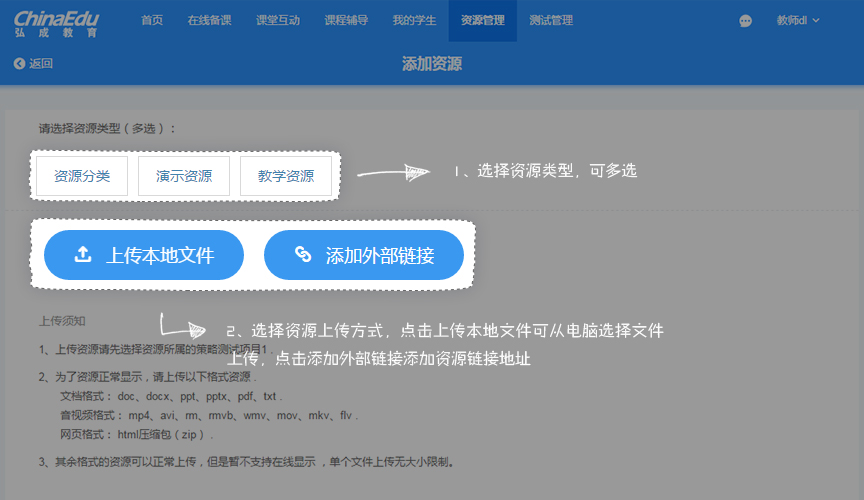 ChinaEdu
弘成教育
首页 在线备课 课堂互动 课程辅导 我的学生 资源管理 测试管理 教师dl
返回 添加资源
请选择资源类型（多选）：
资源分类 演示资源 教学资源
1、选择资源类型，可多选
上传本地文件 添加外部链接
上传须知
2、选择资源上传方式，点击上传本地文件可从电脑选择文件
上传，点击添加外部链接添加资源链接地址
1、上传资源请先选择资源所属的策略测试项目1．
2、为了资源正常显示，请上传以下格式资源．
文档格式： doc、docx、ppt、pptx、pdf、txt．
音视频格式： mp4、avi、rm、rmvb、wmv、mov、mkv、flv．
网页格式： html压缩包（zip）．
3、其余格式的资源可以正常上传，但是暂不支持在线显示 ，单个文件上传无大小限制。